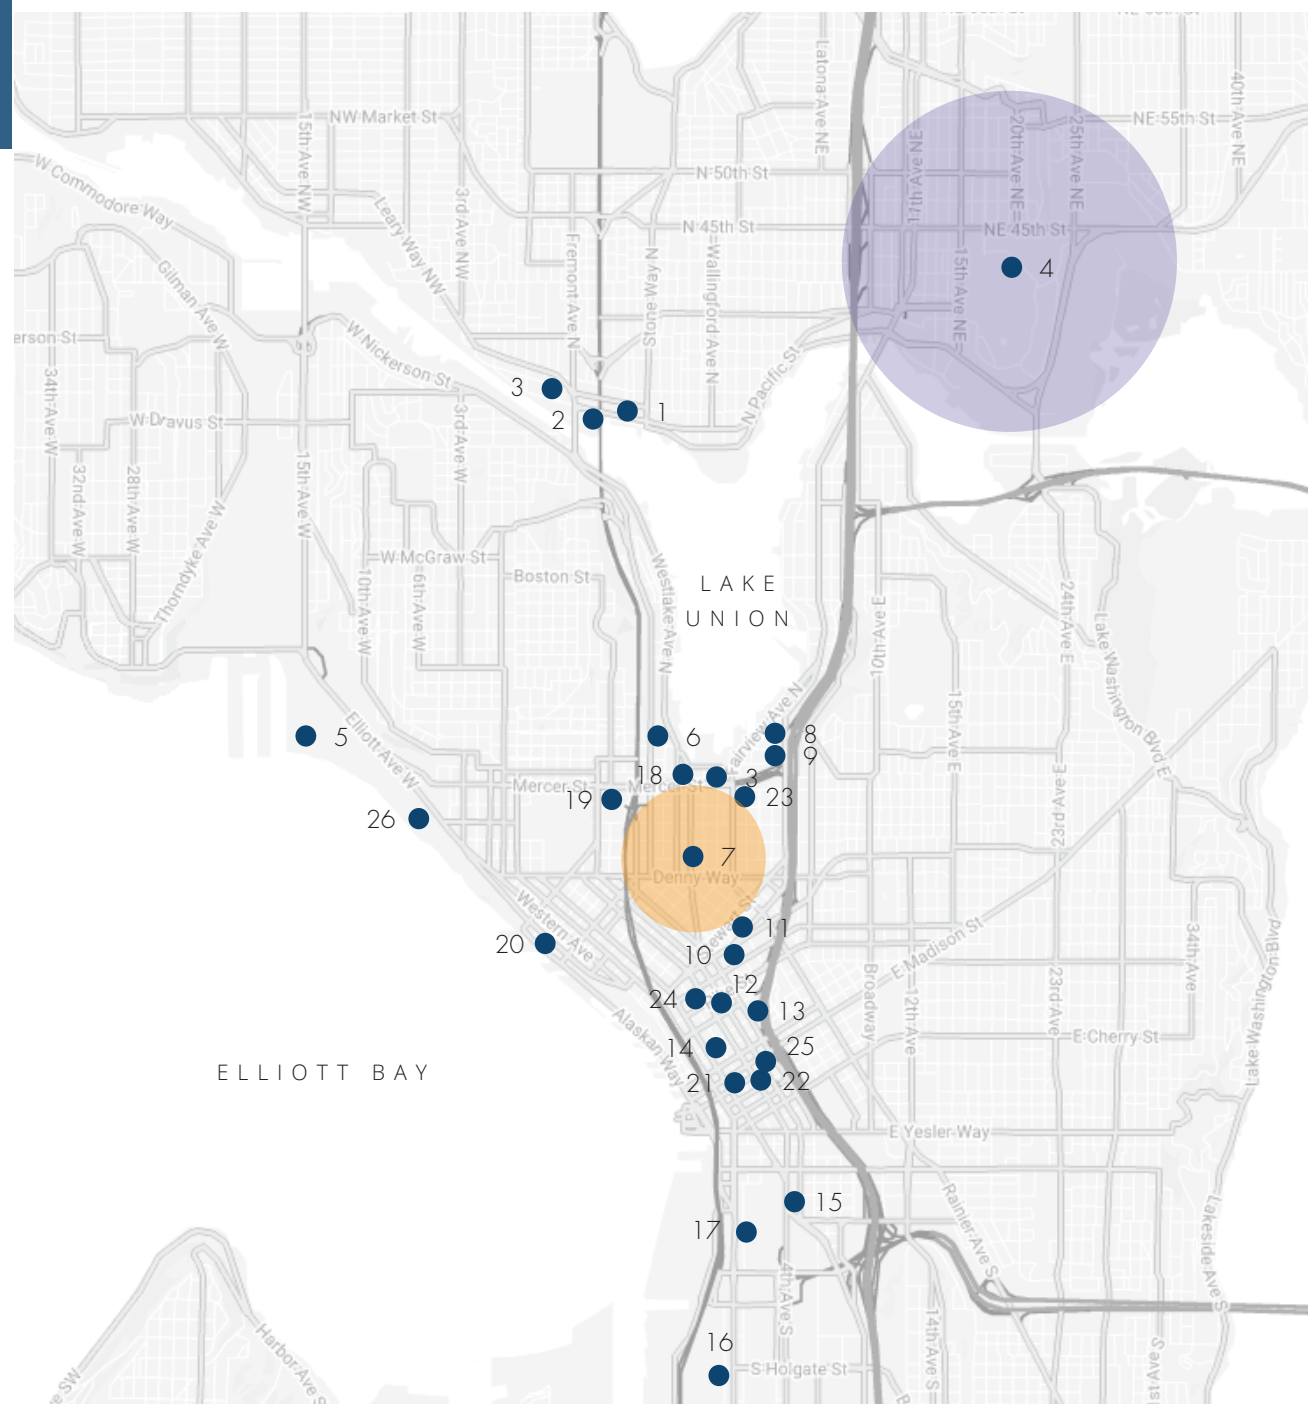 NW Market St
NE 55th St
40th Ave NE
Latona Ave NE
15th Ave NW
11th Ave NE
20th Ave NE
25th Ave NE
W Commodore Way
N 50th St
3rd Ave NW
Leary Way NW
N 45th St
NE 45th St
Fremont Ave N
Stone Way N
Wallingford Ave N
15th Ave NE
4
Gilman Ave W
erson St
W Nickerson St
34th Ave W
3
1
2
N Pacific St
W Dravus St
3rd Ave W
32nd Ave W
28th Ave W
15th Ave W
Thorndyke Ave W
W McGraw St
Boston St
10th Ave W
6th Ave W
Westlake Ave N
LAKE
UNION
10th Ave E
24th Ave E
Lake Washington Blvd E
15th Ave E
5
Elliott Ave W
6
Fairview Ave N
8
9
18
3
Mercer St
Mercer St
19
23
26
23rd Ave E
7
Denny Way
Western Ave
11
20
10
E Madison St
34th Ave
Broadway
12th Ave
23rd Ave
Lake Washington Blvd
12
24
13
Alaskan Way
14
25
E Cherry St
21
22
ELLIOTT BAY
E Yesler Way
15
17
Rainier Ave S
Lakeside Ave S
4th Ave S
14th Ave S
16
S Holgate St
Harbor Ave S
e SW